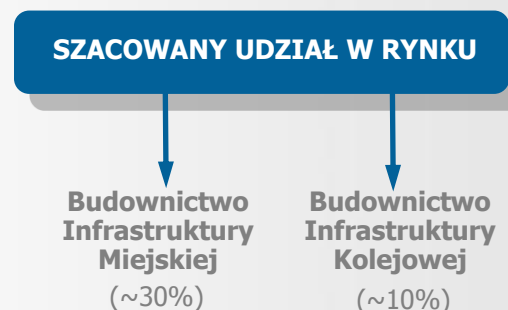 SZACOWANY UDZIAŁ W RYNKU
Budownictwo
Infrastruktury
Miejskiej
(~30%)
Budownictwo
Infrastruktury
Kolejowej
(~10%)